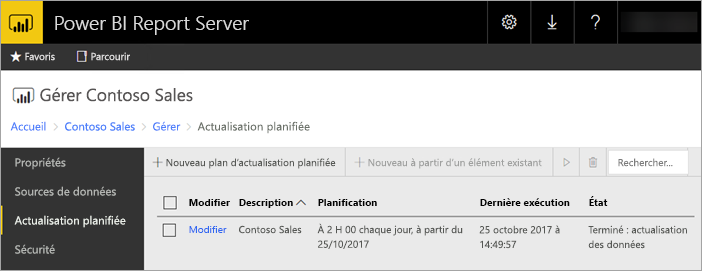 Power BI Report Server
?
Favoris Parcourir
Gérer Contoso Sales
Accueil > Contoso Sales > Gérer > Actualisation planifiée
Propriétés
Sources de données
Actualisation planifiée
Sécurité
+ Nouveau plan d'actualisation planifiée + Nouveau à partir d'un élément existant Rechercher...
Modifier Description Planification Dernière exécution État
Modifier Contoso Sales À 2 H 00 chaque jour, à partir du 25 octobre 2017 à Terminé : actualisation
25/10/2017 14:49:57 des données